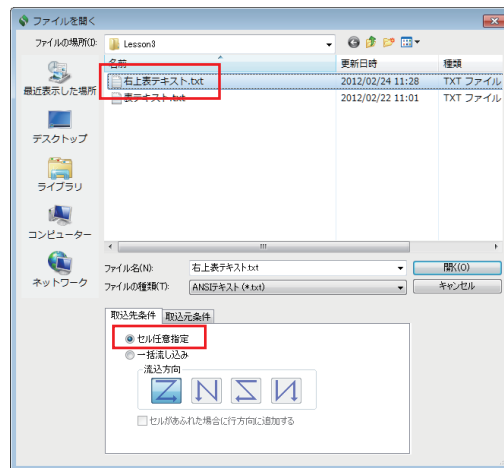 ファイルを開く
ファイルの場所(I):
Lesson3
名前
更新日時
種類
右上表テキスト.txt
2012/02/24 11:28
TXT ファイル
表テキスト.txt
2012/02/22 11:01
TXT ファイル
最近表示した場所
デスクトップ
ライブラリ
コンピューター
ネットワーク
ファイル名(N):
右上表テキスト.txt
開く(O)
ファイルの種類(T):
ANSIテキスト (*.txt)
キャンセル
取込先条件
取込元条件
セル任意指定
一括流し込み
流込方向
セルがあふれた場合に行方向に追加する